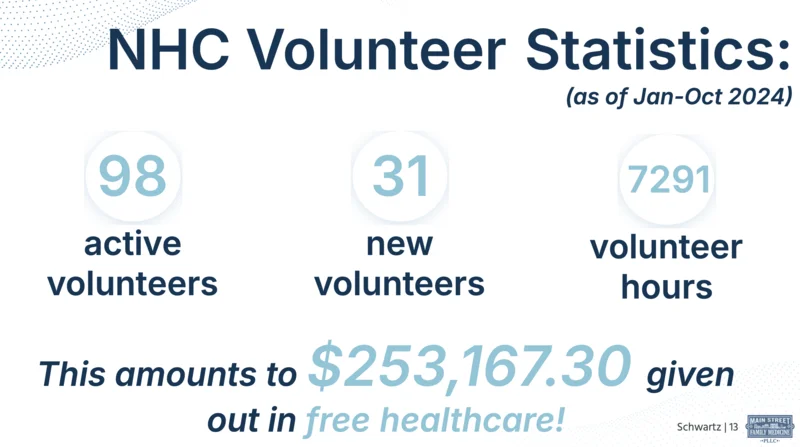 NHC Volunteer Statistics:
(as of Jan-Oct 2024)
98
active
volunteers
31
new
volunteers
7291
volunteer
hours
This amounts to $253,167.30 given
out in free healthcare!
Schwartz | 13
MAIN STREET
FAMILY MEDICINE
PLLC